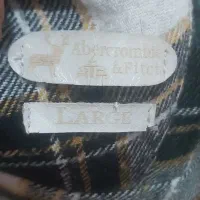 Abercrombie
& Fitch
LARGE